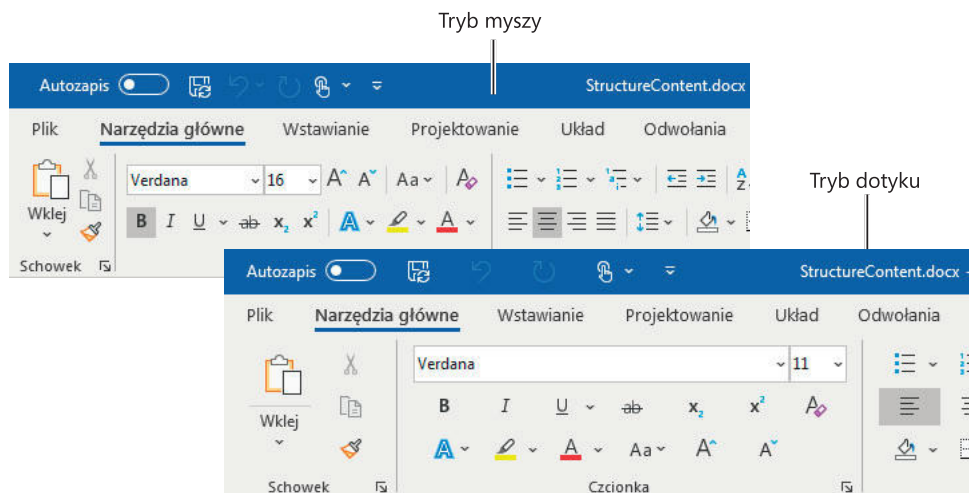 Tryb myszy
Autozapis StructureContent.docx
Plik Narzędzia główne Wstawianie Projektowanie Układ Odwołania
Verdana 16 Aa
Wklej
B I U ab x₂ x² A A
Schowek
Tryb dotyku
Autozapis StructureContent.docx -
Plik Narzędzia główne Wstawianie Projektowanie Układ Odwołania
Verdana 11
Wklej
B I U ab x₂ x² A
A A Aa A A
Schowek Czcionka